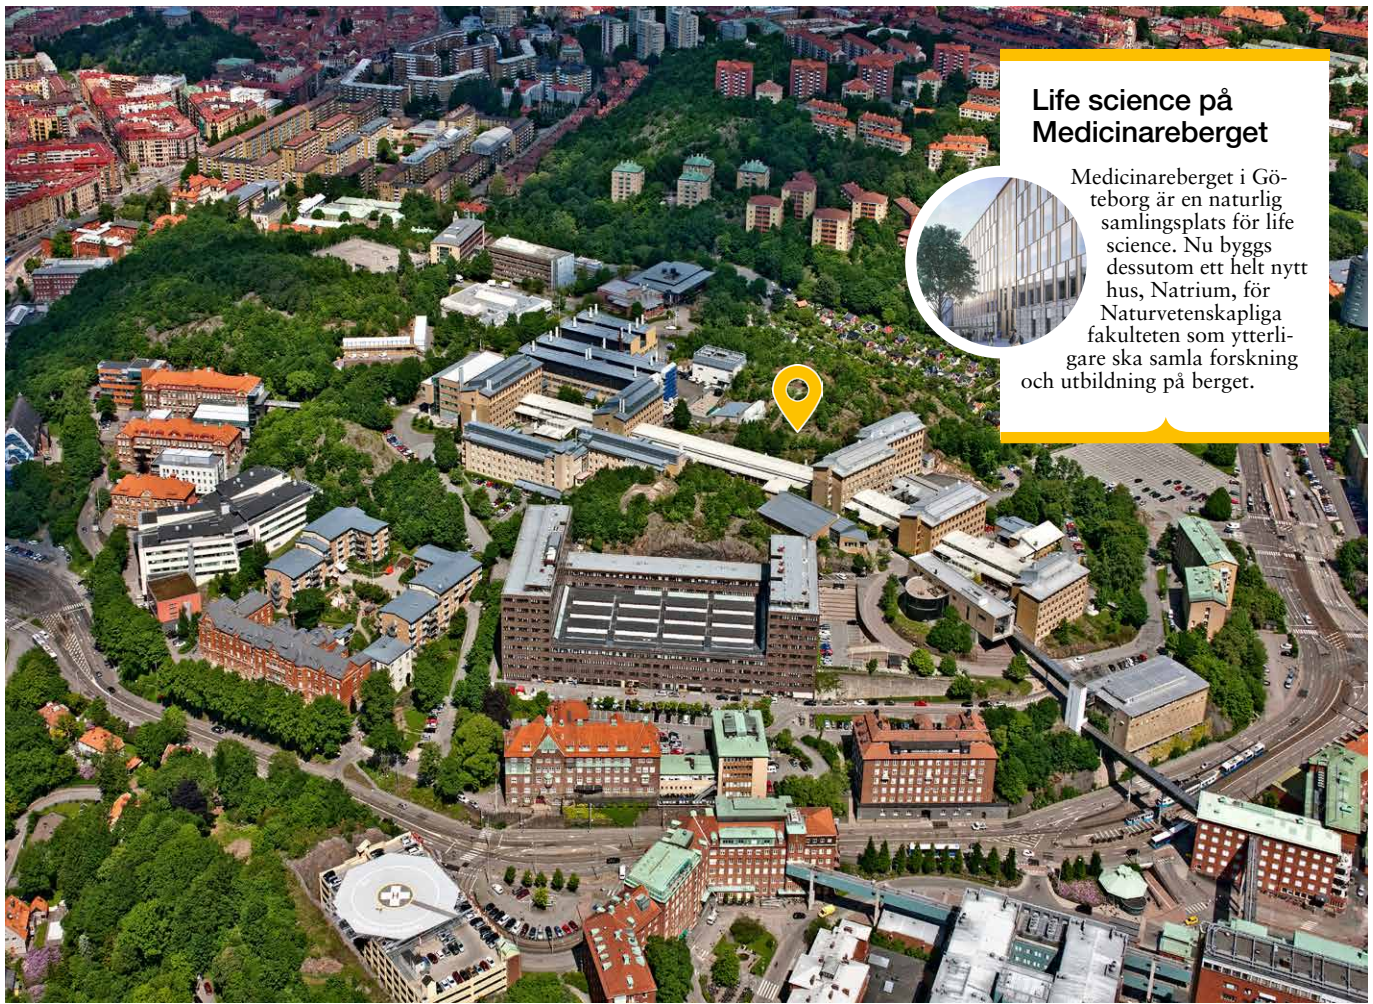 Life science på
Medicinareberget
Medicinareberget i Gö-
teborg är en naturlig
samlingsplats för life
science. Nu byggs
dessutom ett helt nytt
hus, Natrium, för
Naturvetenskapliga
fakulteten som ytterli-
gare ska samla forskning
och utbildning på berget.
H